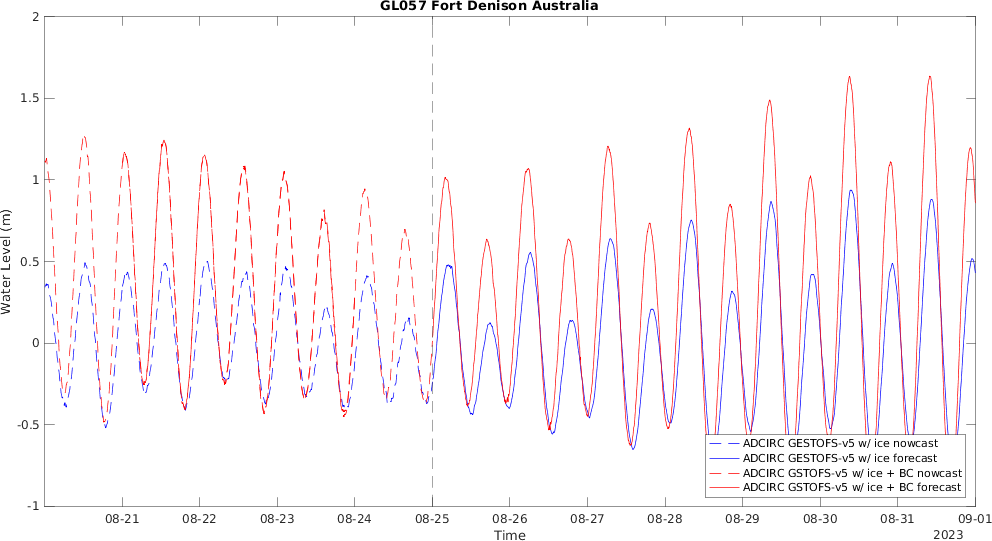 GL057 Fort Denison Australia
2
1.5
1
0.5
0
-0.5
-1
Water Level (m)
ADCIRC GESTOFS-v5 w/ ice nowcast
ADCIRC GESTOFS-v5 w/ ice forecast
ADCIRC GSTOFS-v5 w/ ice + BC nowcast
ADCIRC GSTOFS-v5 w/ ice + BC forecast
08-21 08-22 08-23 08-24 08-25 08-26 08-27 08-28 08-29 08-30 08-31 09-01
Time
2023